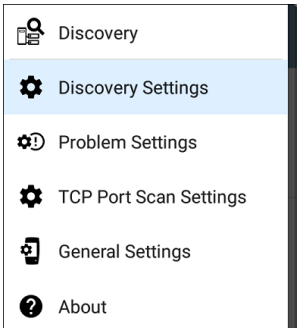 Discovery
Discovery Settings
Problem Settings
TCP Port Scan Settings
General Settings
About